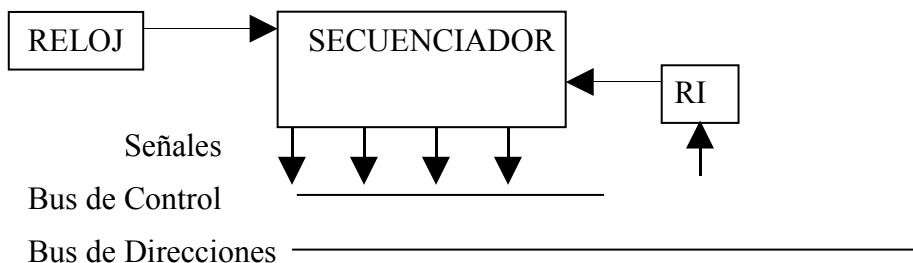 RELOJ
SECUENCIADOR
RI
Señales
Bus de Control
Bus de Direcciones